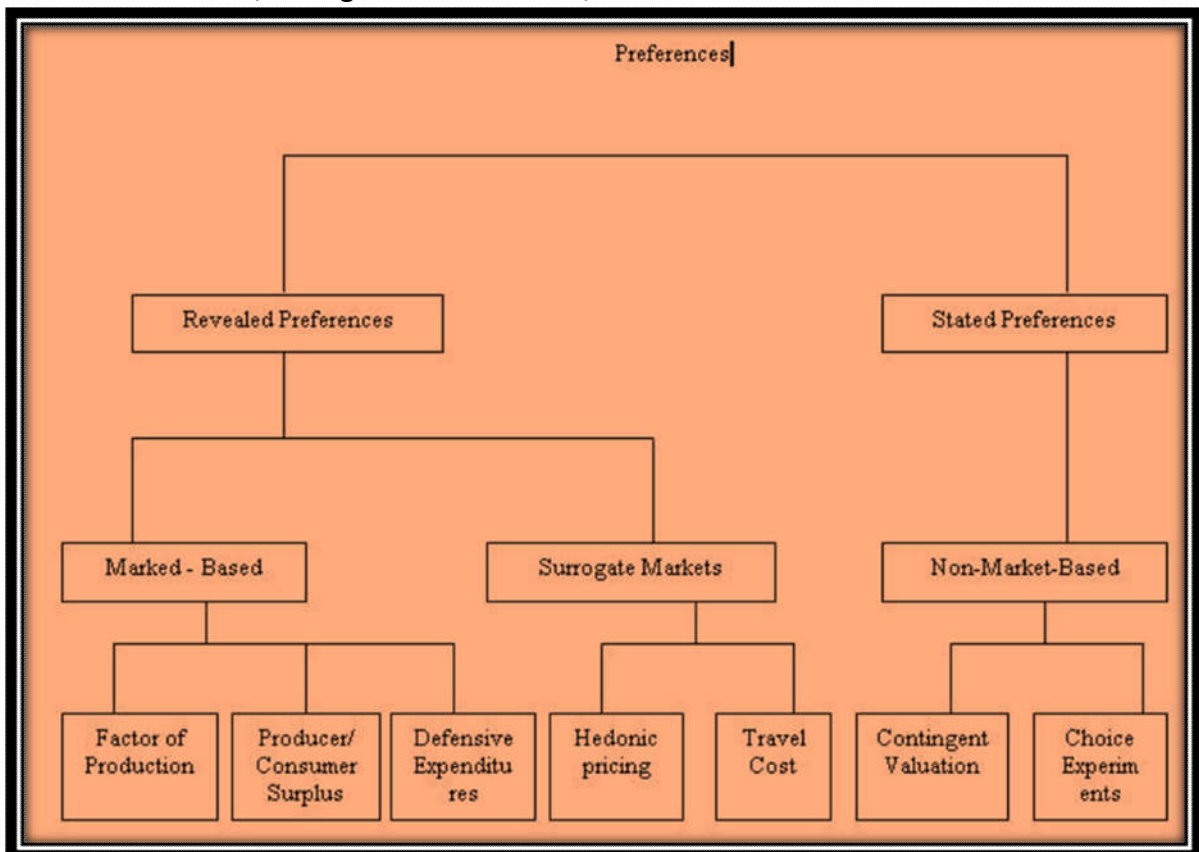 Preferences
Revealed Preferences
Stated Preferences
Marked - Based
Surrogate Markets
Non-Market-Based
Factor of
Production
Producer/
Consumer
Surplus
Defensive
Expenditu
res
Hedonic
pricing
Travel
Cost
Contingent
Valuation
Choice
Experim
ents